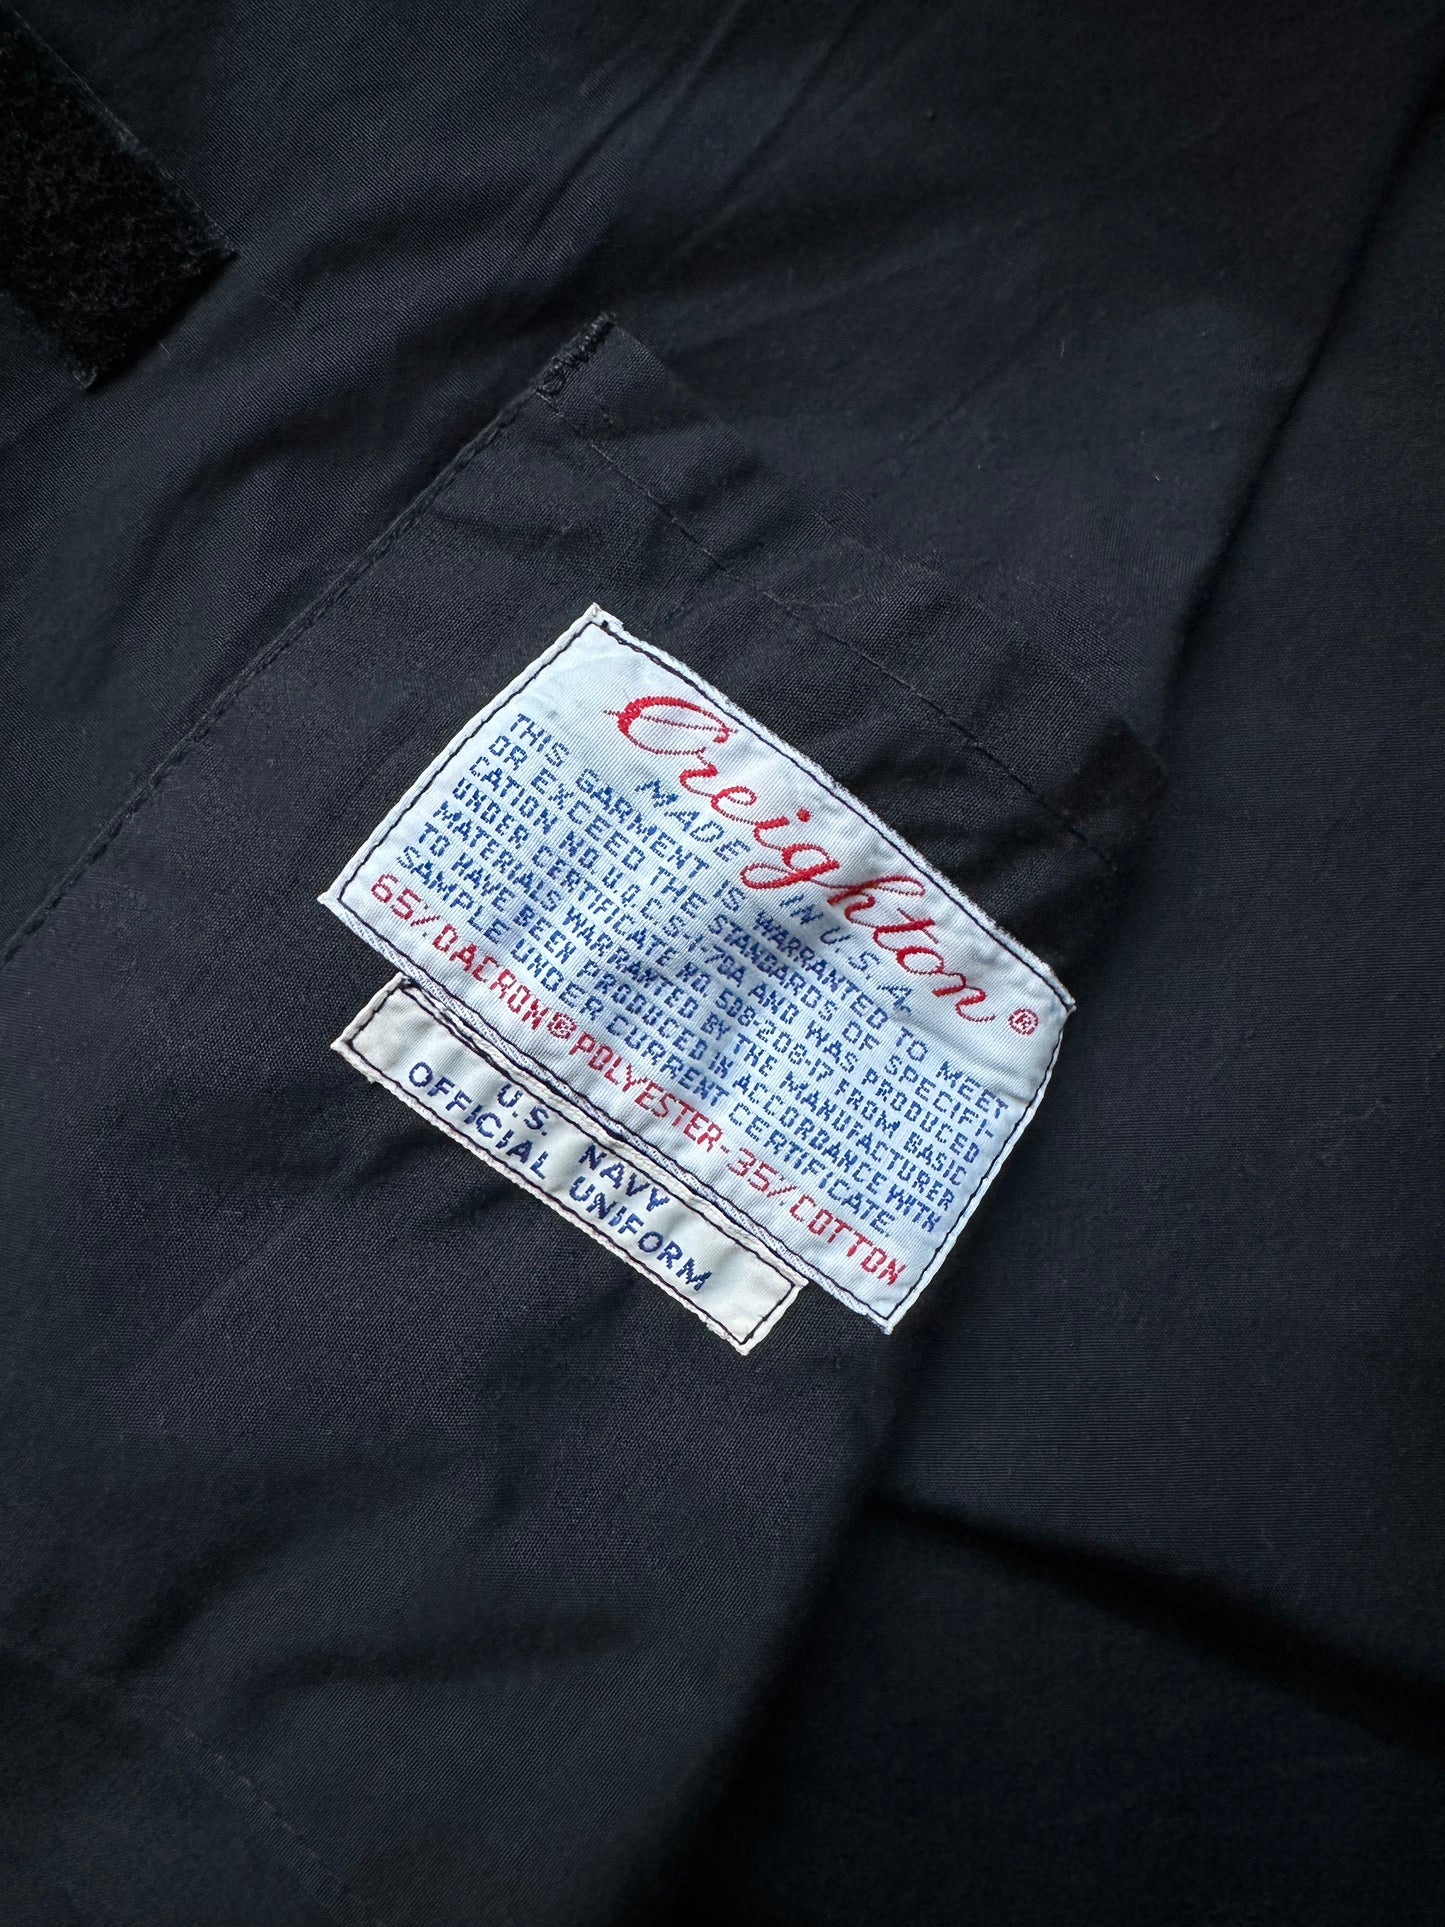 Creighton®
MADE IN U.S.A.
THIS GARMENT IS WARRANTED TO MEET
OR EXCEED THE STANDARDS OF SPECIFI-
CATION NO. U.Q.C.S-1-70A AND WAS PRODUCED
UNDER CERTIFICATE NO. 508-208-17 FROM BASIC
MATERIALS WARRANTED BY THE MANUFACTURER
TO HAVE BEEN PRODUCED IN ACCORDANCE WITH
SAMPLE UNDER CURRENT CERTIFICATE.
65% DACRON® POLYESTER-35% COTTON
U.S. NAVY
OFFICIAL UNIFORM